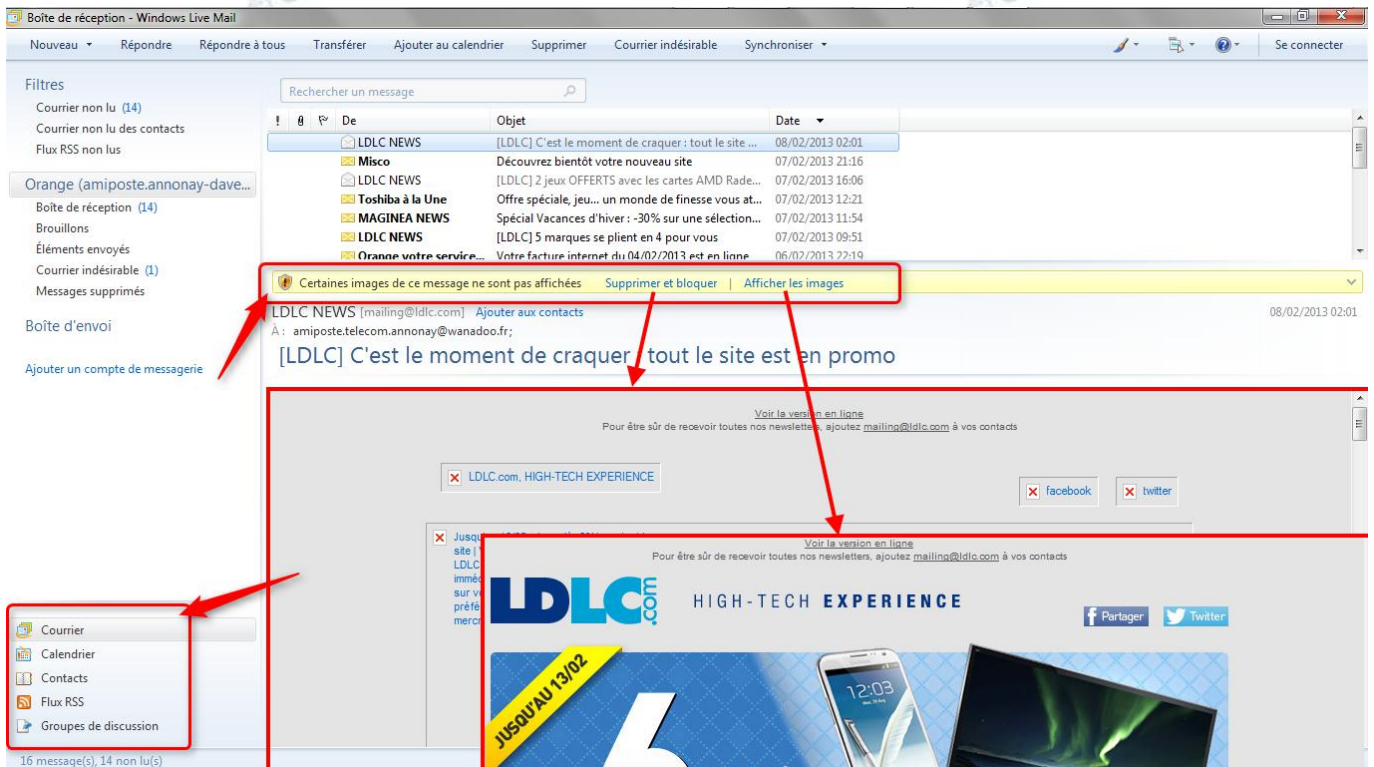 Boîte de réception - Windows Live Mail
Nouveau Répondre Répondre à tous Transférer Ajouter au calendrier Supprimer Courrier indésirable Synchroniser Se connecter
Filtres
Courrier non lu (14)
Courrier non lu des contacts
Flux RSS non lus
Orange (amiposte.annonay-dave...
Boîte de réception (14)
Brouillons
Éléments envoyés
Courrier indésirable (1)
Messages supprimés
Boîte d'envoi
Ajouter un compte de messagerie
Rechercher un message
! De Objet Date
LDLC NEWS [LDLC] C'est le moment de craquer : tout le site ... 08/02/2013 02:01
Misco Découvrez bientôt votre nouveau site 07/02/2013 21:16
LDLC NEWS [LDLC] 2 jeux OFFERTS avec les cartes AMD Rade... 07/02/2013 16:06
Toshiba à la Une Offre spéciale, jeu... un monde de finesse vous at... 07/02/2013 12:21
MAGINEA NEWS Spécial Vacances d'hiver : -30% sur une sélection... 07/02/2013 11:54
LDLC NEWS [LDLC] 5 marques se plient en 4 pour vous 07/02/2013 09:51
Orange votre service... Votre facture internet du 04/02/2013 est en ligne 06/02/2013 22:19
Certaines images de ce message ne sont pas affichées Supprimer et bloquer | Afficher les images
LDLC NEWS [mailing@ldlc.com] Ajouter aux contacts 08/02/2013 02:01
À : amiposte.telecom.annonay@wanadoo.fr;
[LDLC] C'est le moment de craquer : tout le site est en promo
Voir la version en ligne
Pour être sûr de recevoir toutes nos newsletters, ajoutez mailing@ldlc.com à vos contacts
LDLC.com, HIGH-TECH EXPERIENCE
facebook twitter
site |
LDLC
sur
Voir la version en ligne
Pour être sûr de recevoir toutes nos newsletters, ajoutez mailing@ldlc.com à vos contacts
LDLC.com HIGH-TECH EXPERIENCE
Partager Twitter
JUSQU'AU 13/02
6
12:03
Courrier
Calendrier
Contacts
Flux RSS
Groupes de discussion
16 message(s), 14 non lu(s)